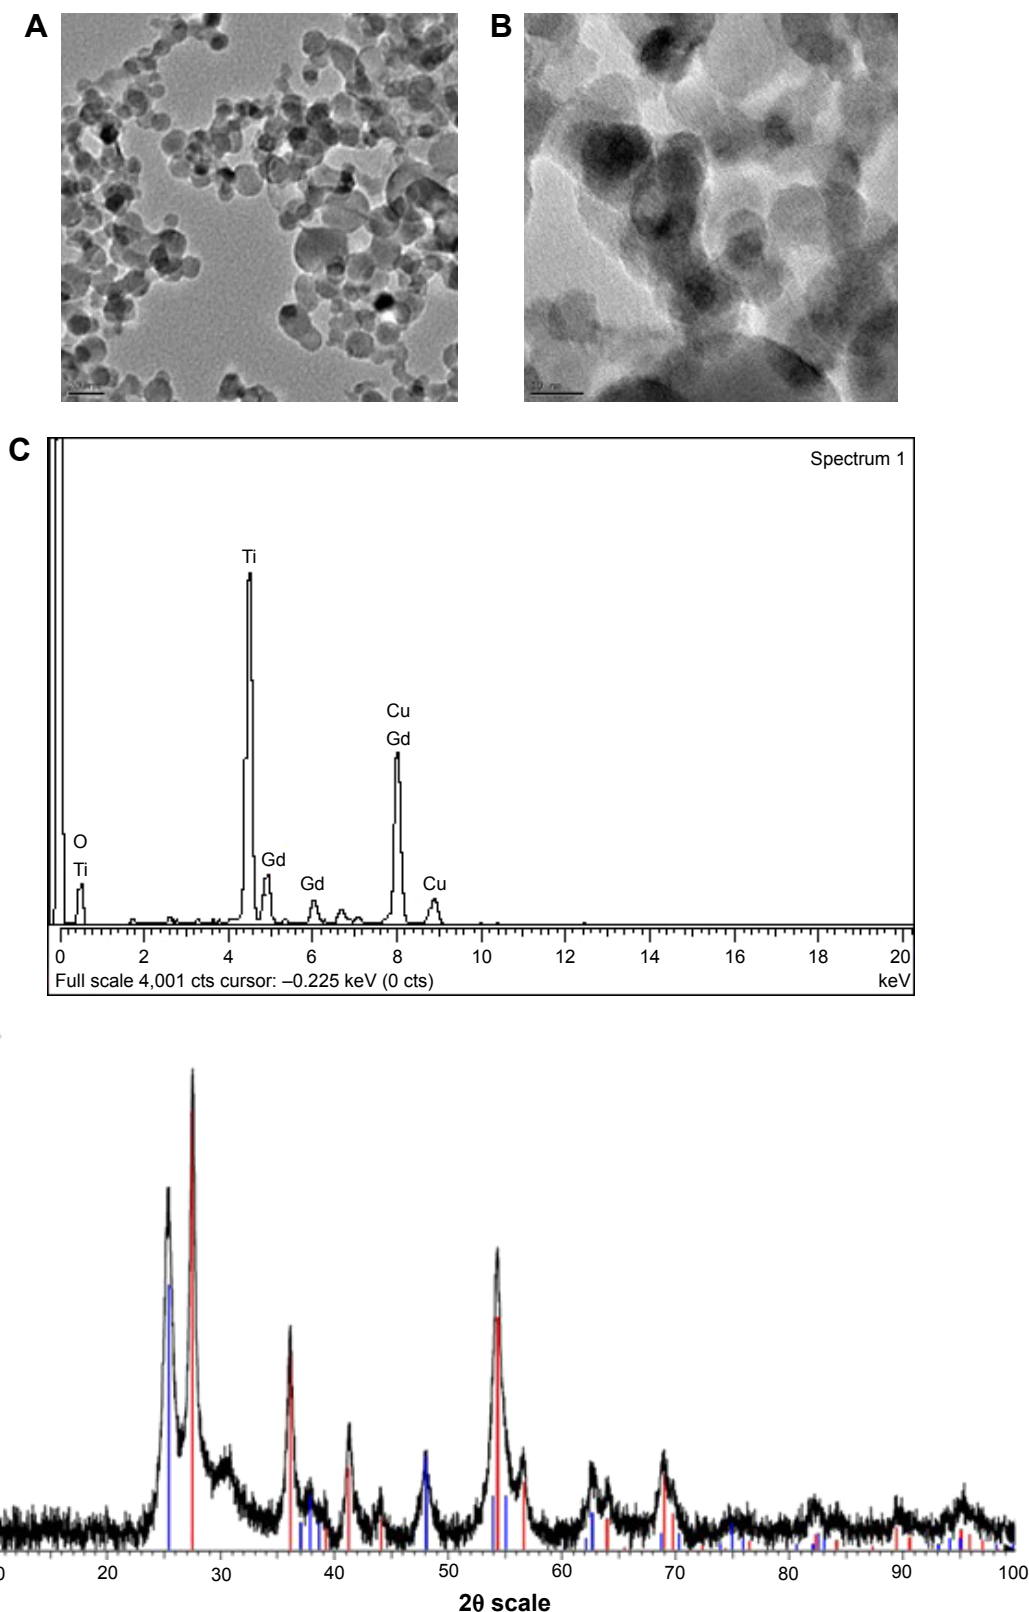 A
B
10 nm
C
Spectrum 1
Ti
Cu
Gd
O
Ti
Gd
Gd
Cu
0 2 4 6 8 10 12 14 16 18 20
Full scale 4,001 cts cursor: –0.225 keV (0 cts)
keV
20 30 40 50 60 70 80 90 100
2θ scale